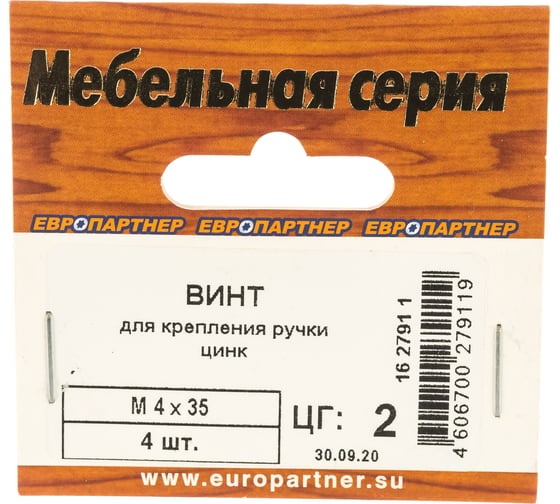 Мебельная серия
ЕВРОПАРТНЕР ЕВРОПАРТНЕР ЕВРОПАРТНЕР
ВИНТ
для крепления ручки
цинк
М 4 x 35
4 шт.
ЦГ: 2
30.09.20
16 2791 1
4 606700 279119
www.europartner.su